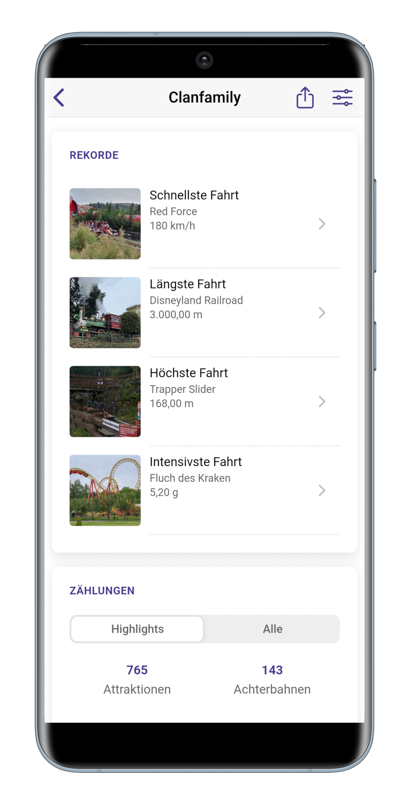 Clanfamily
REKORDE
Schnellste Fahrt
Red Force
180 km/h
Längste Fahrt
Disneyland Railroad
3.000,00 m
Höchste Fahrt
Trapper Slider
168,00 m
Intensivste Fahrt
Fluch des Kraken
5,20 g
ZÄHLUNGEN
Highlights
Alle
765
143
Attraktionen
Achterbahnen